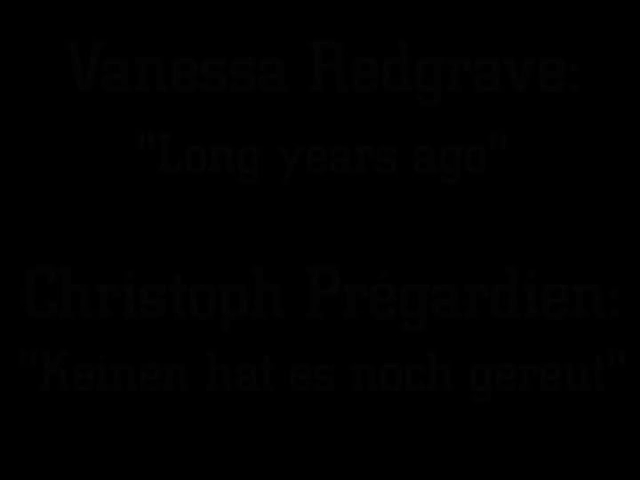 Vanessa Redgrave:
"Long years ago"
Christoph Prégardien:
"Keinen hat es noch gereut"